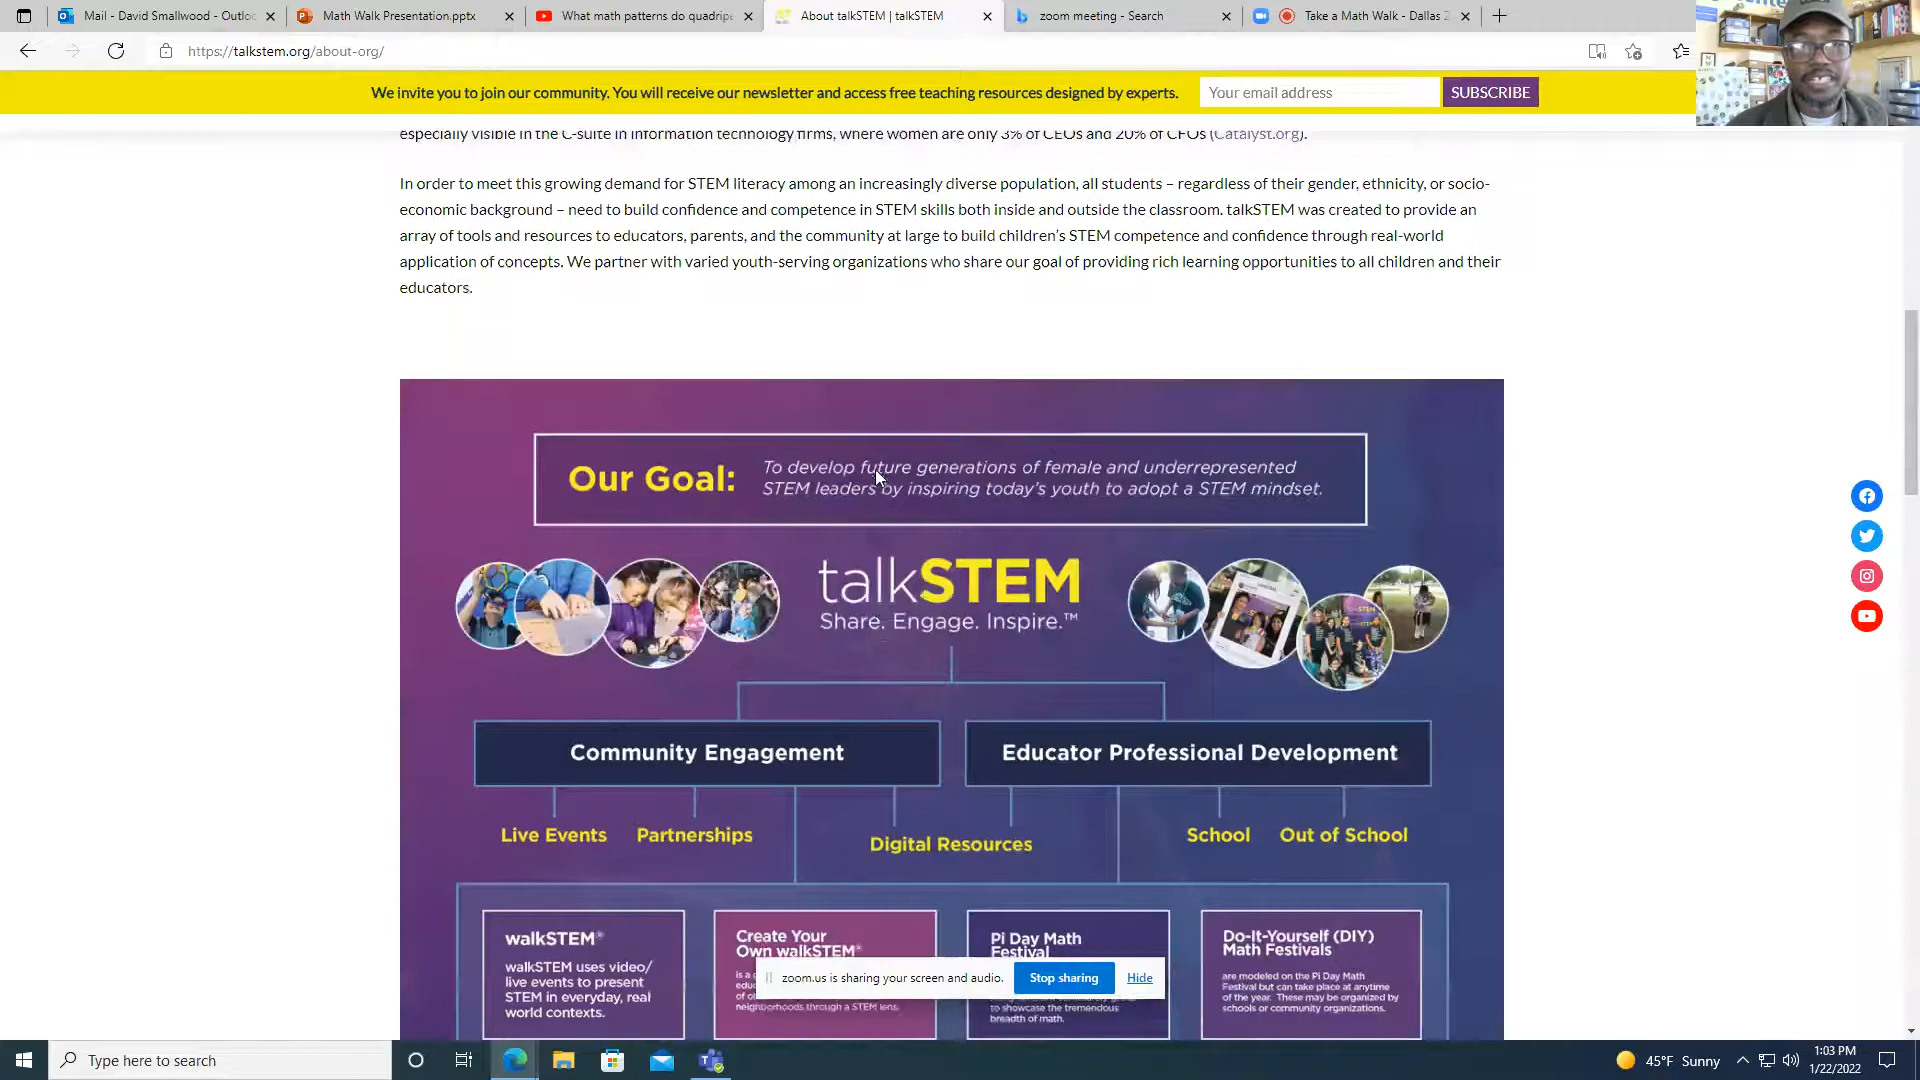 Mail - David Smallwood - Outlo
Math Walk Presentation.pptx
What math patterns do quadrip
About talkSTEM | talkSTEM
zoom meeting - Search
Take a Math Walk - Dallas Z
https://talkstem.org/about-org/
We invite you to join our community. You will receive our newsletter and access free teaching resources designed by experts.
Your email address
SUBSCRIBE
especially visible in the C-suite in information technology firms, where women are only 3% of CEOs and 20% of CFOs (Catalyst.org).
In order to meet this growing demand for STEM literacy among an increasingly diverse population, all students – regardless of their gender, ethnicity, or socio-
economic background – need to build confidence and competence in STEM skills both inside and outside the classroom. talkSTEM was created to provide an
array of tools and resources to educators, parents, and the community at large to build children's STEM competence and confidence through real-world
application of concepts. We partner with varied youth-serving organizations who share our goal of providing rich learning opportunities to all children and their
educators.
Our Goal:
To develop future generations of female and underrepresented
STEM leaders by inspiring today's youth to adopt a STEM mindset.
talkSTEM
Share. Engage. Inspire.™
Community Engagement
Educator Professional Development
Live Events
Partnerships
Digital Resources
School
Out of School
walkSTEM®
walkSTEM uses video/
live events to present
STEM in everyday, real
world contexts.
Create Your
Own walkSTEM®
neighborhoods through a STEM lens.
Pi Day Math
Festival
to showcase the tremendous
breadth of math.
Do-It-Yourself (DIY)
Math Festivals
are modeled on the Pi Day Math
Festival but can take place at anytime
of the year. These may be organized by
schools or community organizations.
zoom.us is sharing your screen and audio.
Stop sharing
Hide
Type here to search
45°F Sunny
1:03 PM
1/22/2022